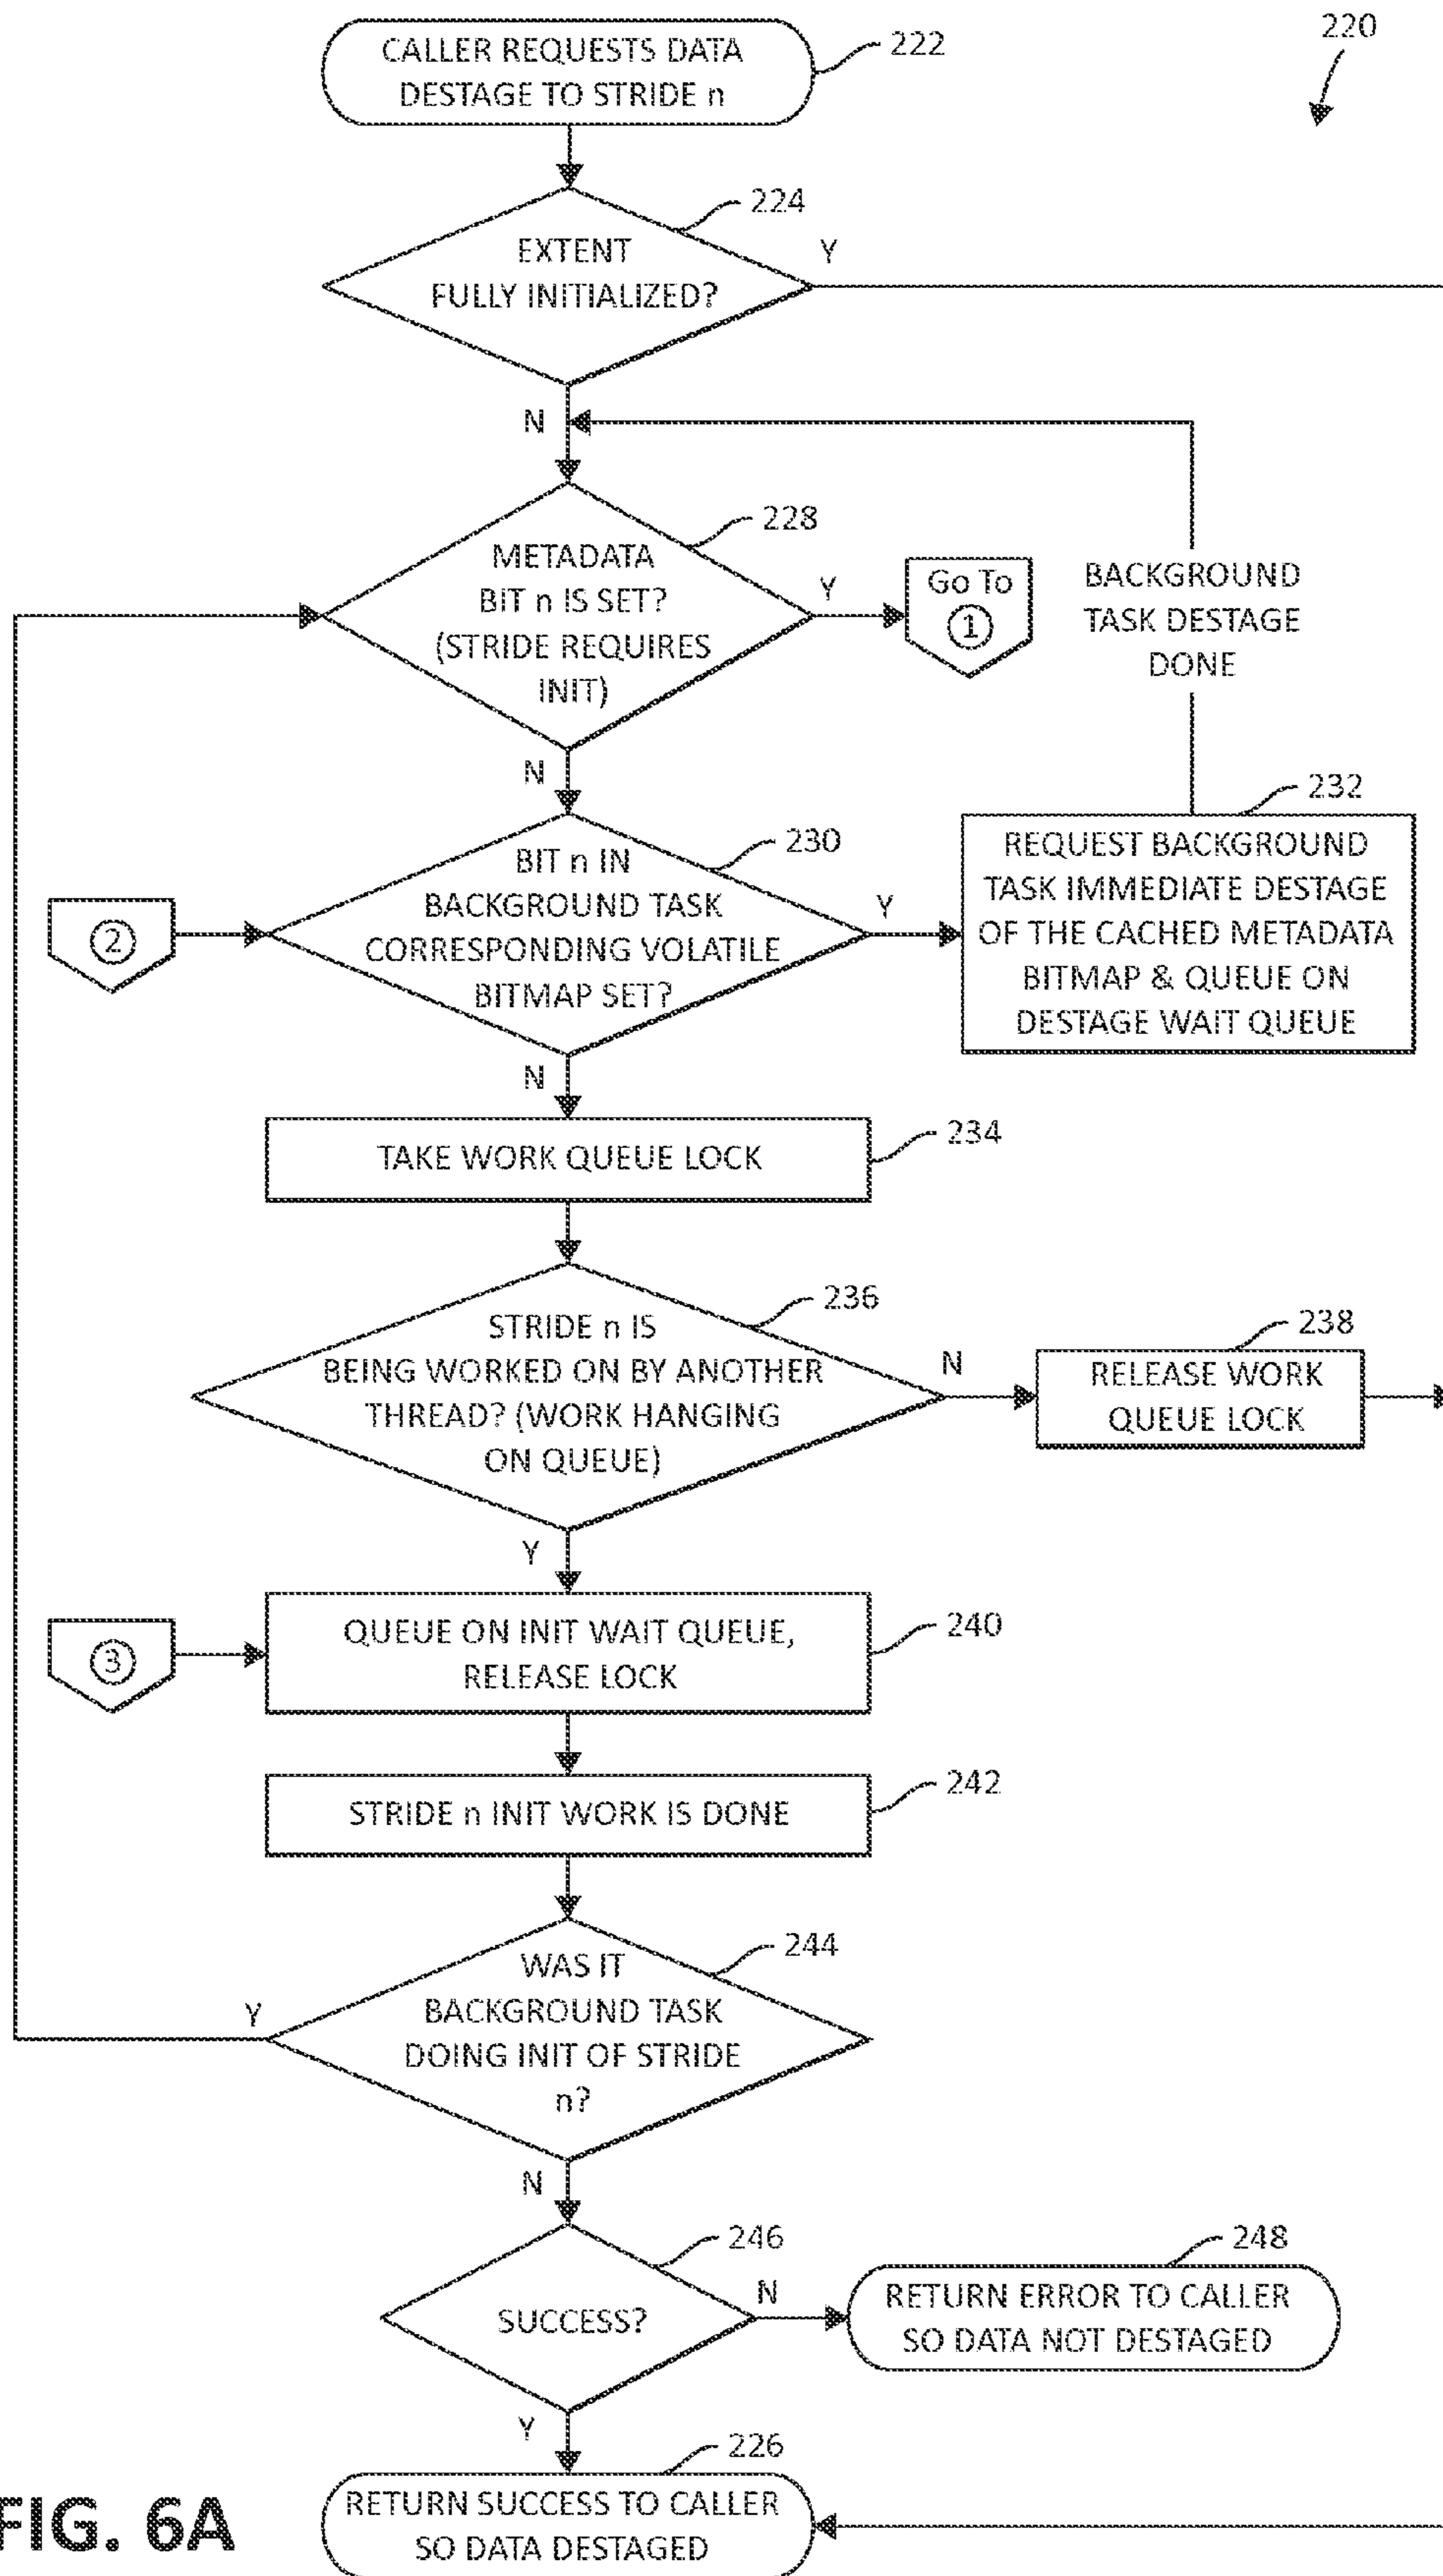 CALLER REQUESTS DATA
DESTAGE TO STRIDE n
222
220
224
EXTENT
FULLY INITIALIZED?
Y
N
228
METADATA
BIT n IS SET?
(STRIDE REQUIRES
INIT)
Y
Go To
1
BACKGROUND
TASK DESTAGE
DONE
N
232
REQUEST BACKGROUND
TASK IMMEDIATE DESTAGE
OF THE CACHED METADATA
BITMAP & QUEUE ON
DESTAGE WAIT QUEUE
230
BIT n IN
BACKGROUND TASK
CORRESPONDING VOLATILE
BITMAP SET?
Y
2
N
TAKE WORK QUEUE LOCK
234
236
STRIDE n IS
BEING WORKED ON BY ANOTHER
THREAD? (WORK HANGING
ON QUEUE)
N
238
RELEASE WORK
QUEUE LOCK
Y
3
QUEUE ON INIT WAIT QUEUE,
RELEASE LOCK
240
STRIDE n INIT WORK IS DONE
242
244
WAS IT
BACKGROUND TASK
DOING INIT OF STRIDE
n?
Y
N
246
SUCCESS?
N
248
RETURN ERROR TO CALLER
SO DATA NOT DESTAGED
Y
226
RETURN SUCCESS TO CALLER
SO DATA DESTAGED
FIG. 6A